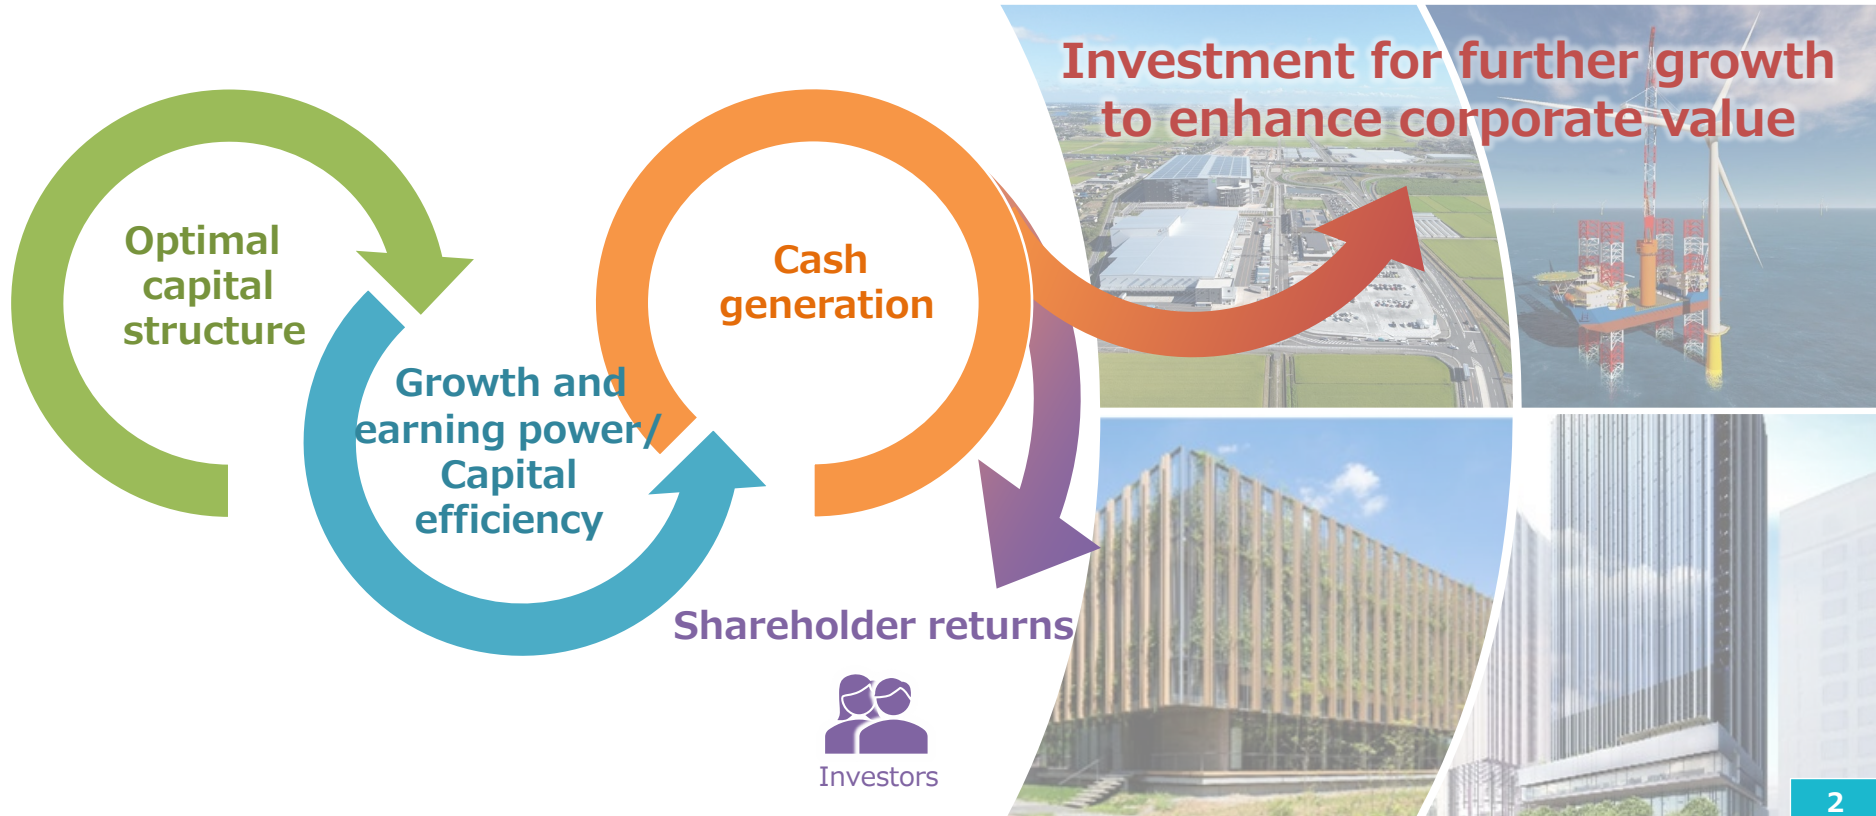 Investment for further growth
to enhance corporate value
Optimal
capital
structure
Growth and
earning power/
Capital
efficiency
Cash
generation
Shareholder returns
Investors
2